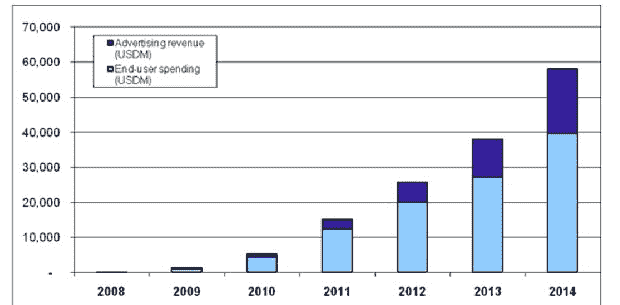 70,000
60,000
50,000
40,000
30,000
20,000
10,000
-
Advertising revenue
(USDM)
End-user spending
(USDM)
2008 2009 2010 2011 2012 2013 2014